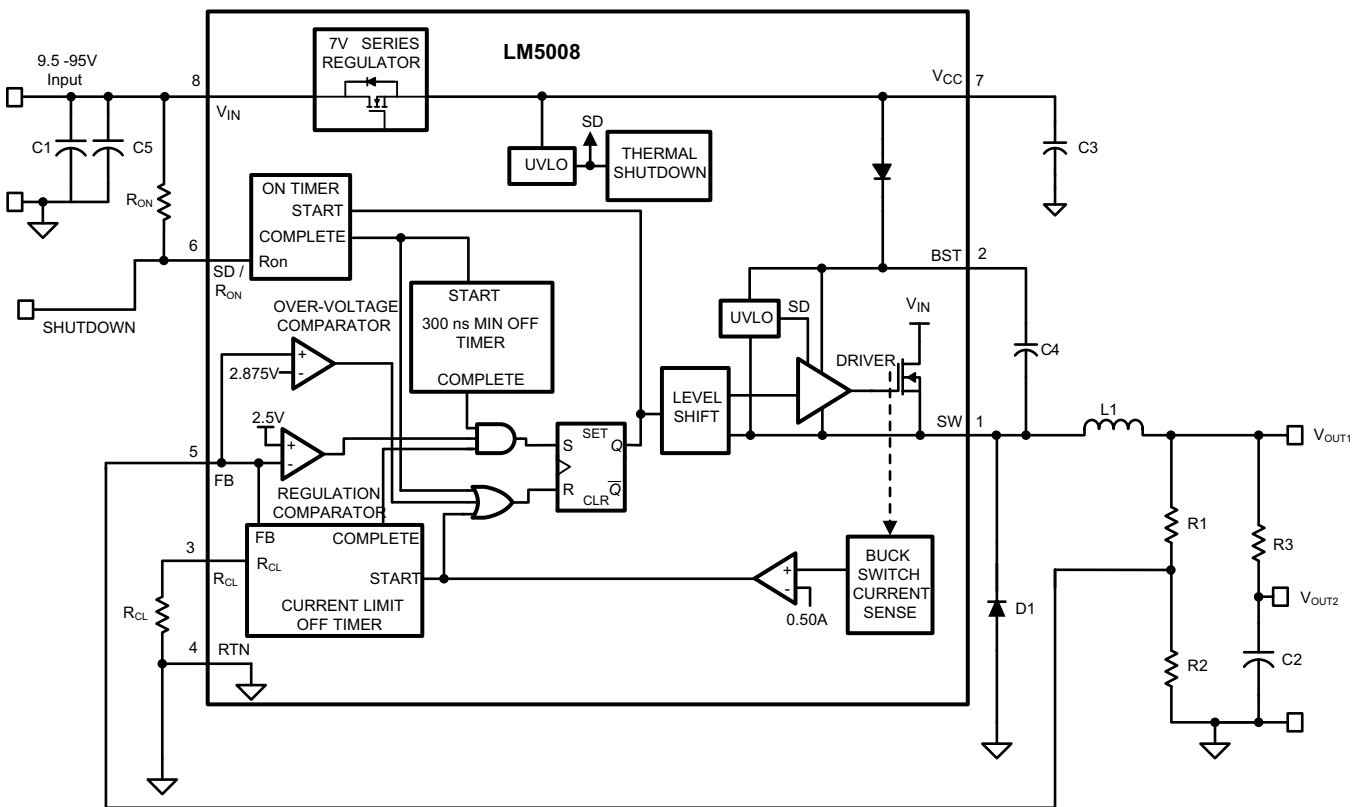 LM5008
7V SERIES
REGULATOR
9.5 -95V
Input
8
VIN
VCC
7
C1
C5
RON
C3
UVLO
SD
THERMAL
SHUTDOWN
ON TIMER
START
COMPLETE
Ron
6
SD /
RON
SHUTDOWN
BST
2
START
300 ns MIN OFF
TIMER
COMPLETE
OVER-VOLTAGE
COMPARATOR
+
-
2.875V
UVLO
SD
VIN
DRIVER
C4
LEVEL
SHIFT
SW
1
L1
VOUT1
2.5V
+
-
5
FB
REGULATION
COMPARATOR
S
SET
Q
R
CLR
Q
R1
R3
FB
COMPLETE
3
RCL
RCL
START
CURRENT LIMIT
OFF TIMER
RCL
+
-
0.50A
BUCK
SWITCH
CURRENT
SENSE
D1
VOUT2
R2
C2
4
RTN